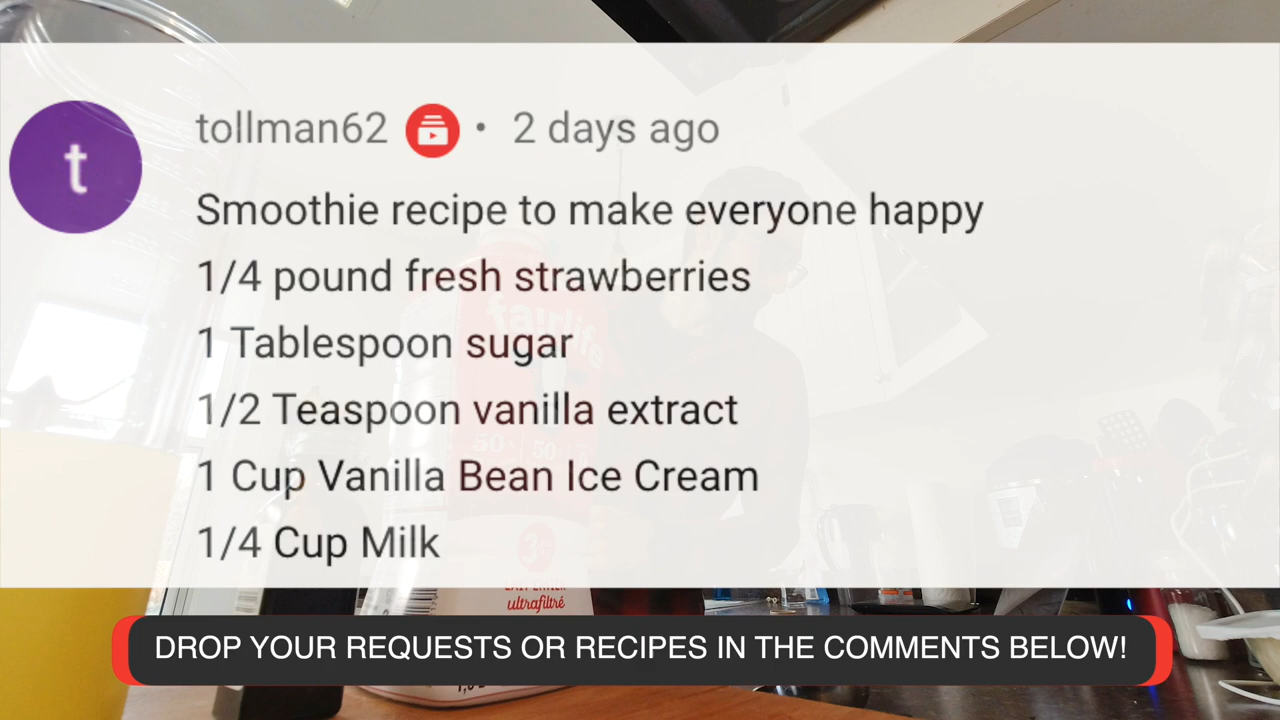 t
tollman62 • 2 days ago
Smoothie recipe to make everyone happy
1/4 pound fresh strawberries
1 Tablespoon sugar
1/2 Teaspoon vanilla extract
1 Cup Vanilla Bean Ice Cream
1/4 Cup Milk
fairlife
ultrafiltré
DROP YOUR REQUESTS OR RECIPES IN THE COMMENTS BELOW!